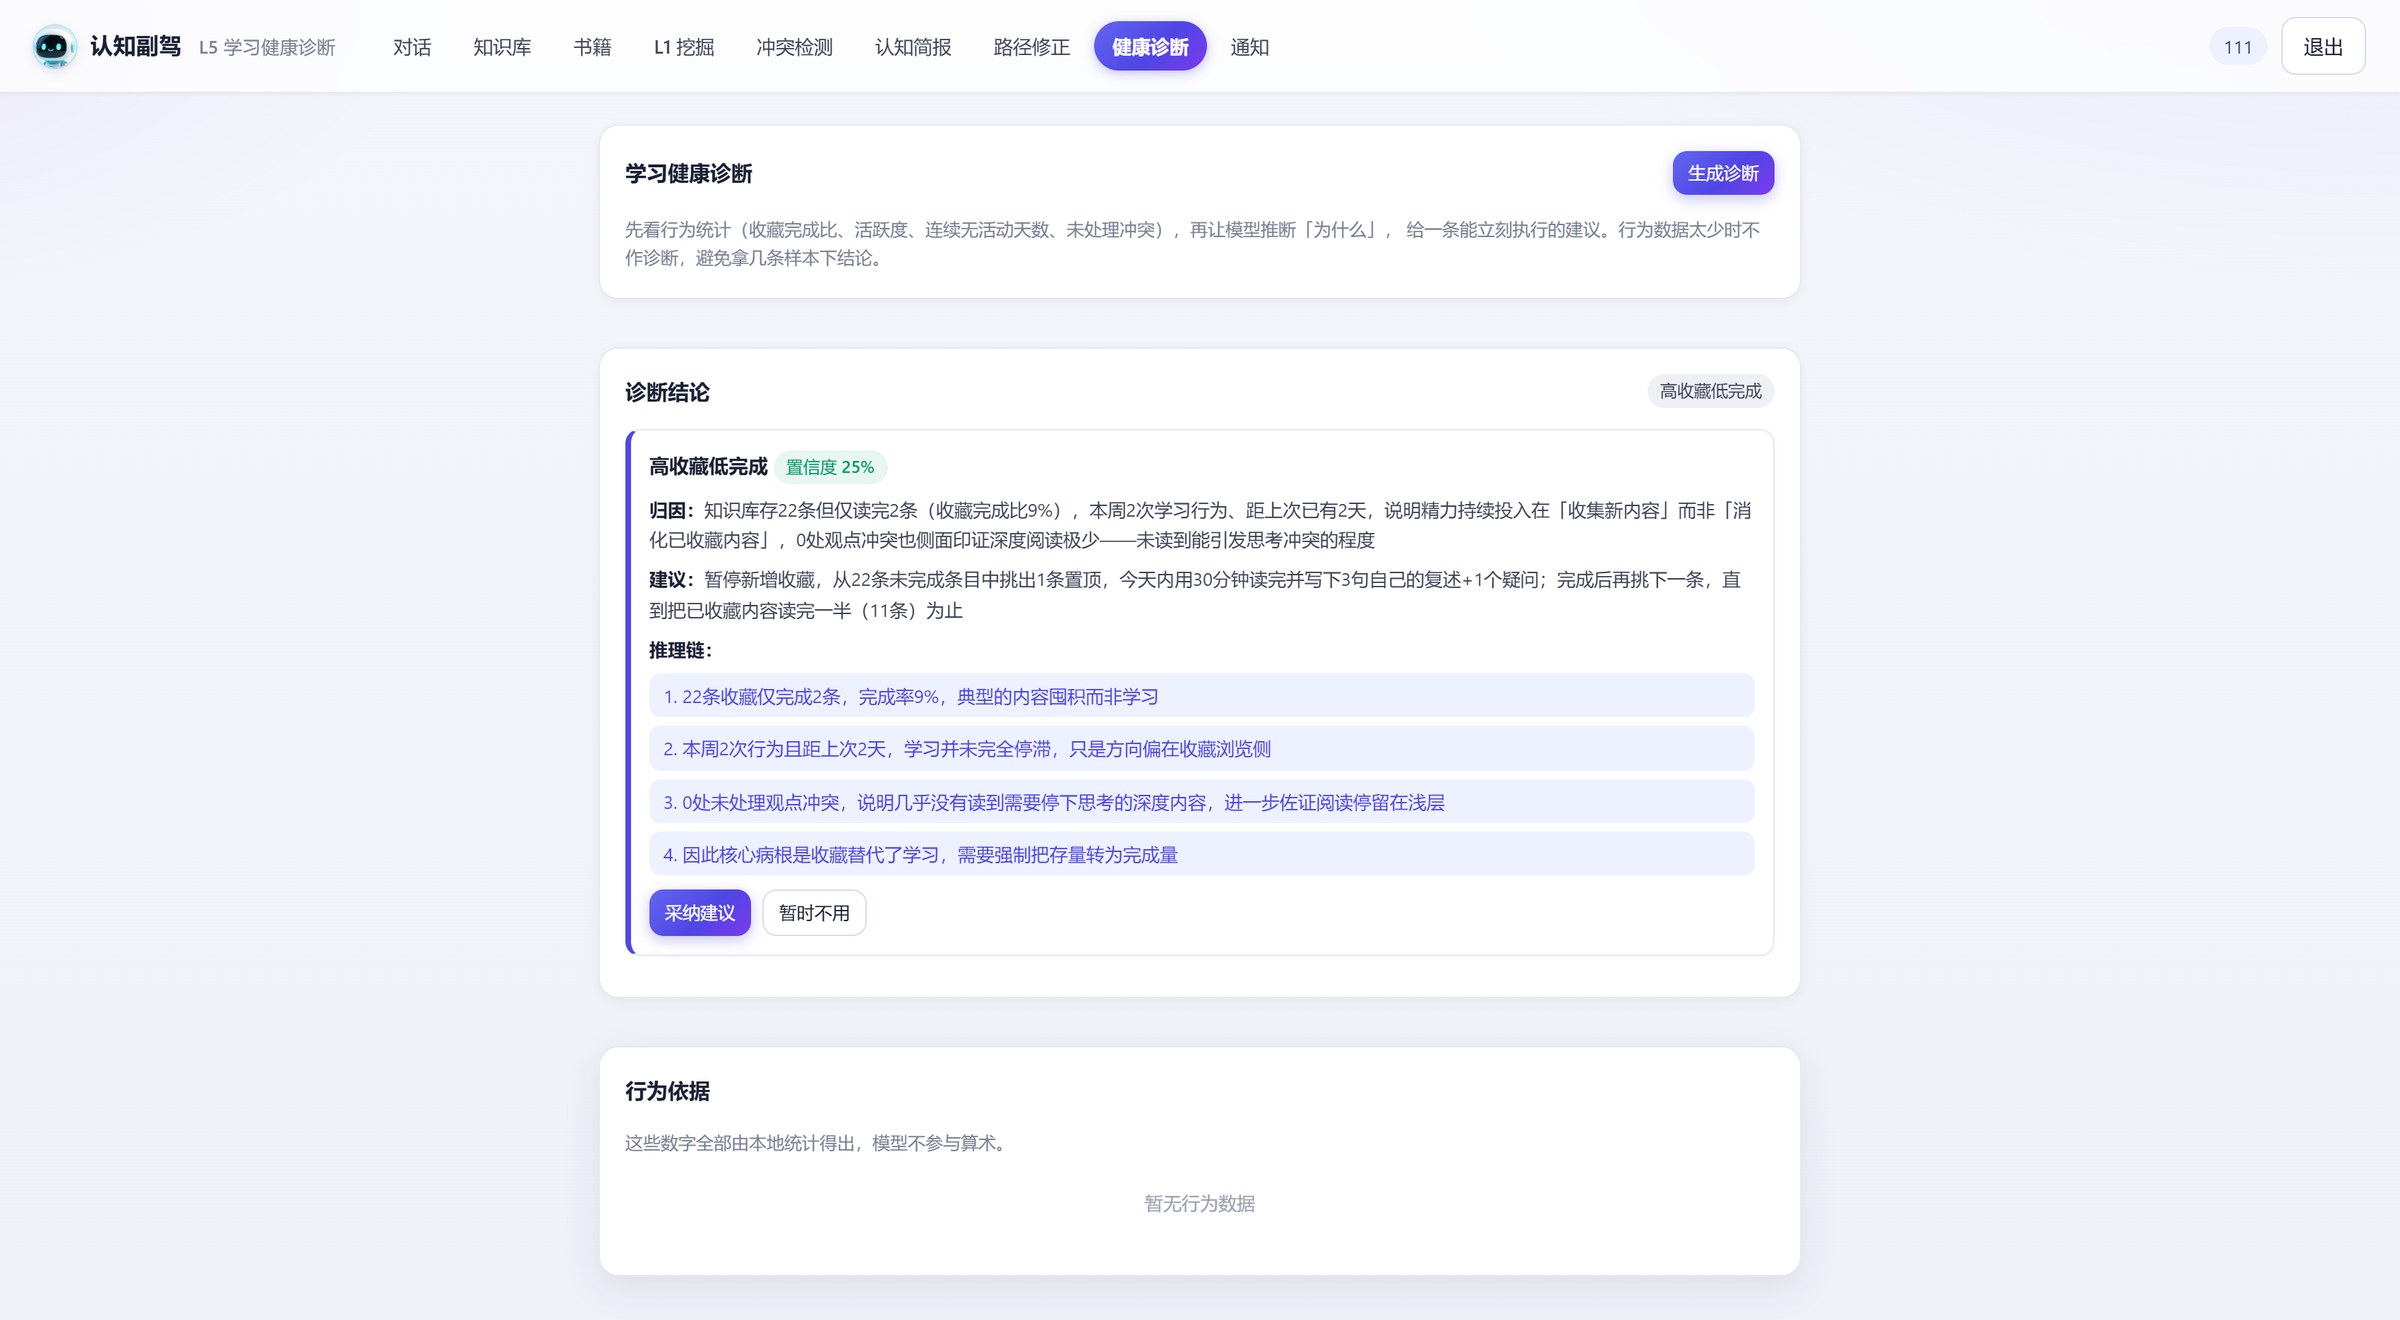 认知副驾 L5 学习健康诊断 对话 知识库 书籍 L1 挖掘 冲突检测 认知简报 路径修正 健康诊断 通知 111 退出
学习健康诊断 生成诊断
先看行为统计（收藏完成比、活跃度、连续无活动天数、未处理冲突），再让模型推断「为什么」， 给一条能立刻执行的建议。行为数据太少时不
作诊断，避免拿几条样本下结论。
诊断结论 高收藏低完成
高收藏低完成 置信度 25%
归因：知识库存22条但仅读完2条（收藏完成比9%），本周2次学习行为、距上次已有2天，说明精力持续投入在「收集新内容」而非「消
化已收藏内容」，0处观点冲突也侧面印证深度阅读极少——未读到能引发思考冲突的程度
建议：暂停新增收藏，从22条未完成条目中挑出1条置顶，今天内用30分钟读完并写下3句自己的复述+1个疑问；完成后再挑下一条，直
到把已收藏内容读完一半（11条）为止
推理链：
1. 22条收藏仅完成2条，完成率9%，典型的内容囤积而非学习
2. 本周2次行为且距上次2天，学习并未完全停滞，只是方向偏在收藏浏览侧
3. 0处未处理观点冲突，说明几乎没有读到需要停下思考的深度内容，进一步佐证阅读停留在浅层
4. 因此核心病根是收藏替代了学习，需要强制把存量转为完成量
采纳建议 暂时不用
行为依据
这些数字全部由本地统计得出，模型不参与算术。
暂无行为数据